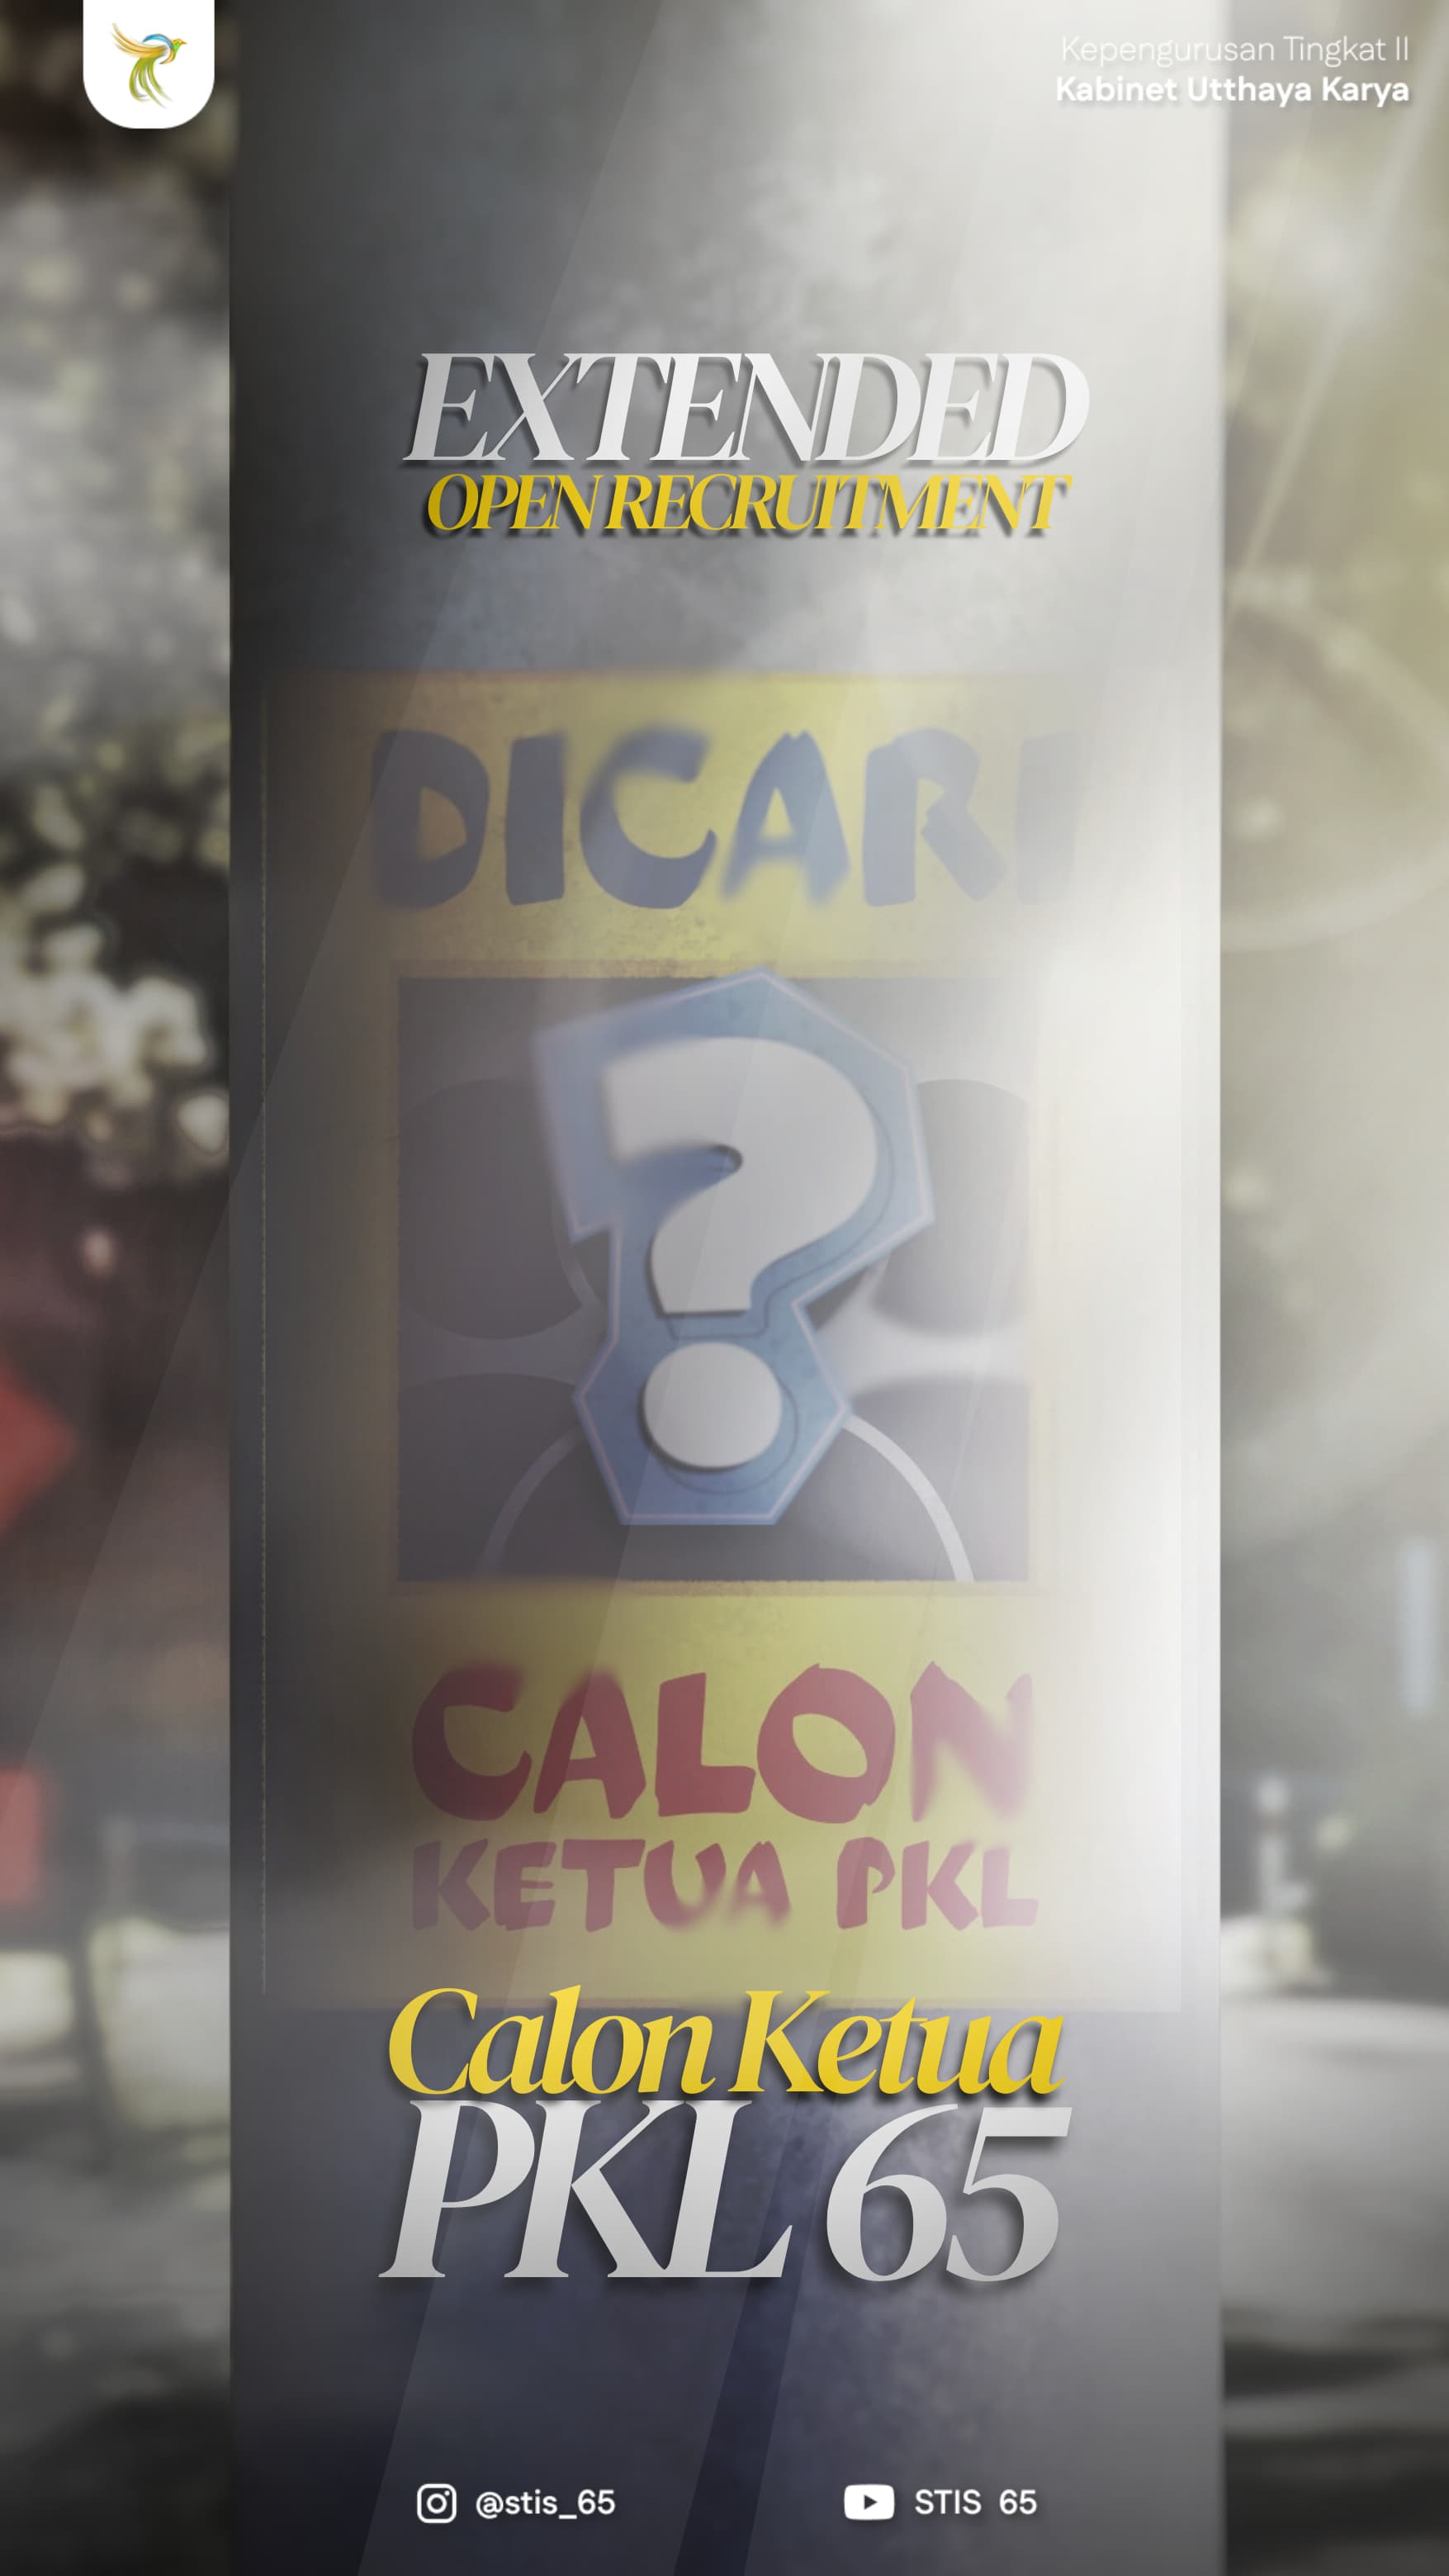 Kepengurusan Tingkat II
Kabinet Utthaya Karya
EXTENDED
OPEN RECRUITMENT
DICARI
?
CALON
KETUA PKL
Calon Ketua
PKL 65
@stis_65
STIS 65